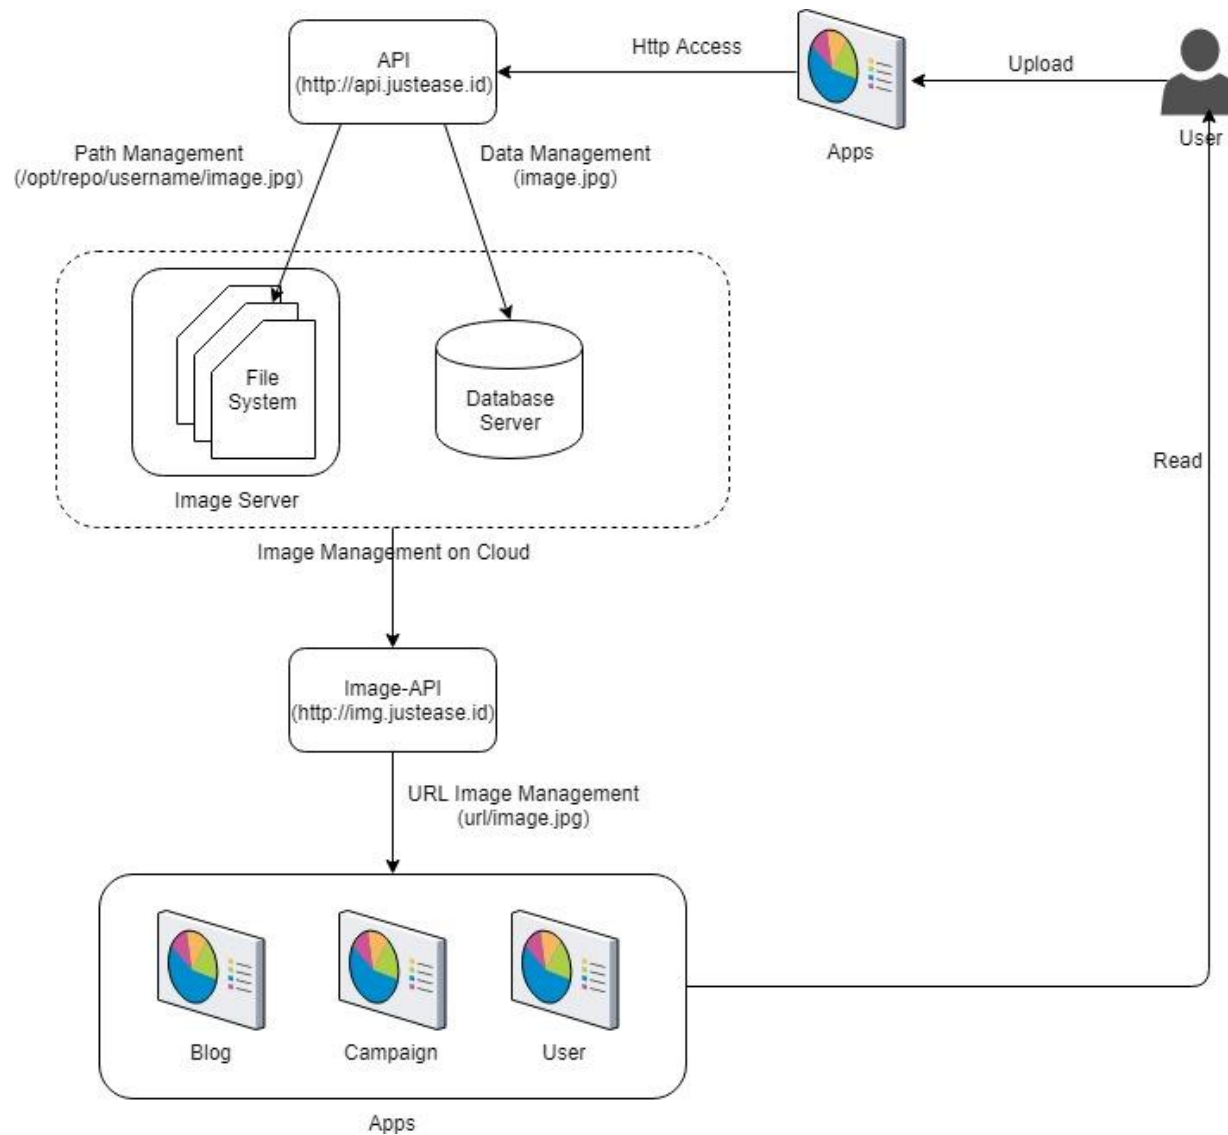 API
(http://api.justease.id)
Http Access
Apps
Upload
User
Path Management
(/opt/repo/username/image.jpg)
Data Management
(image.jpg)
File
System
Image Server
Database
Server
Image Management on Cloud
Read
Image-API
(http://img.justease.id)
URL Image Management
(url/image.jpg)
Blog
Campaign
User
Apps